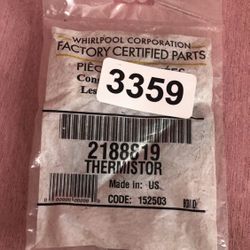 WHIRLPOOL CORPORATION
FACTORY CERTIFIED PARTS
3359
2188819
THERMISTOR
Made in: US
CODE: 152503